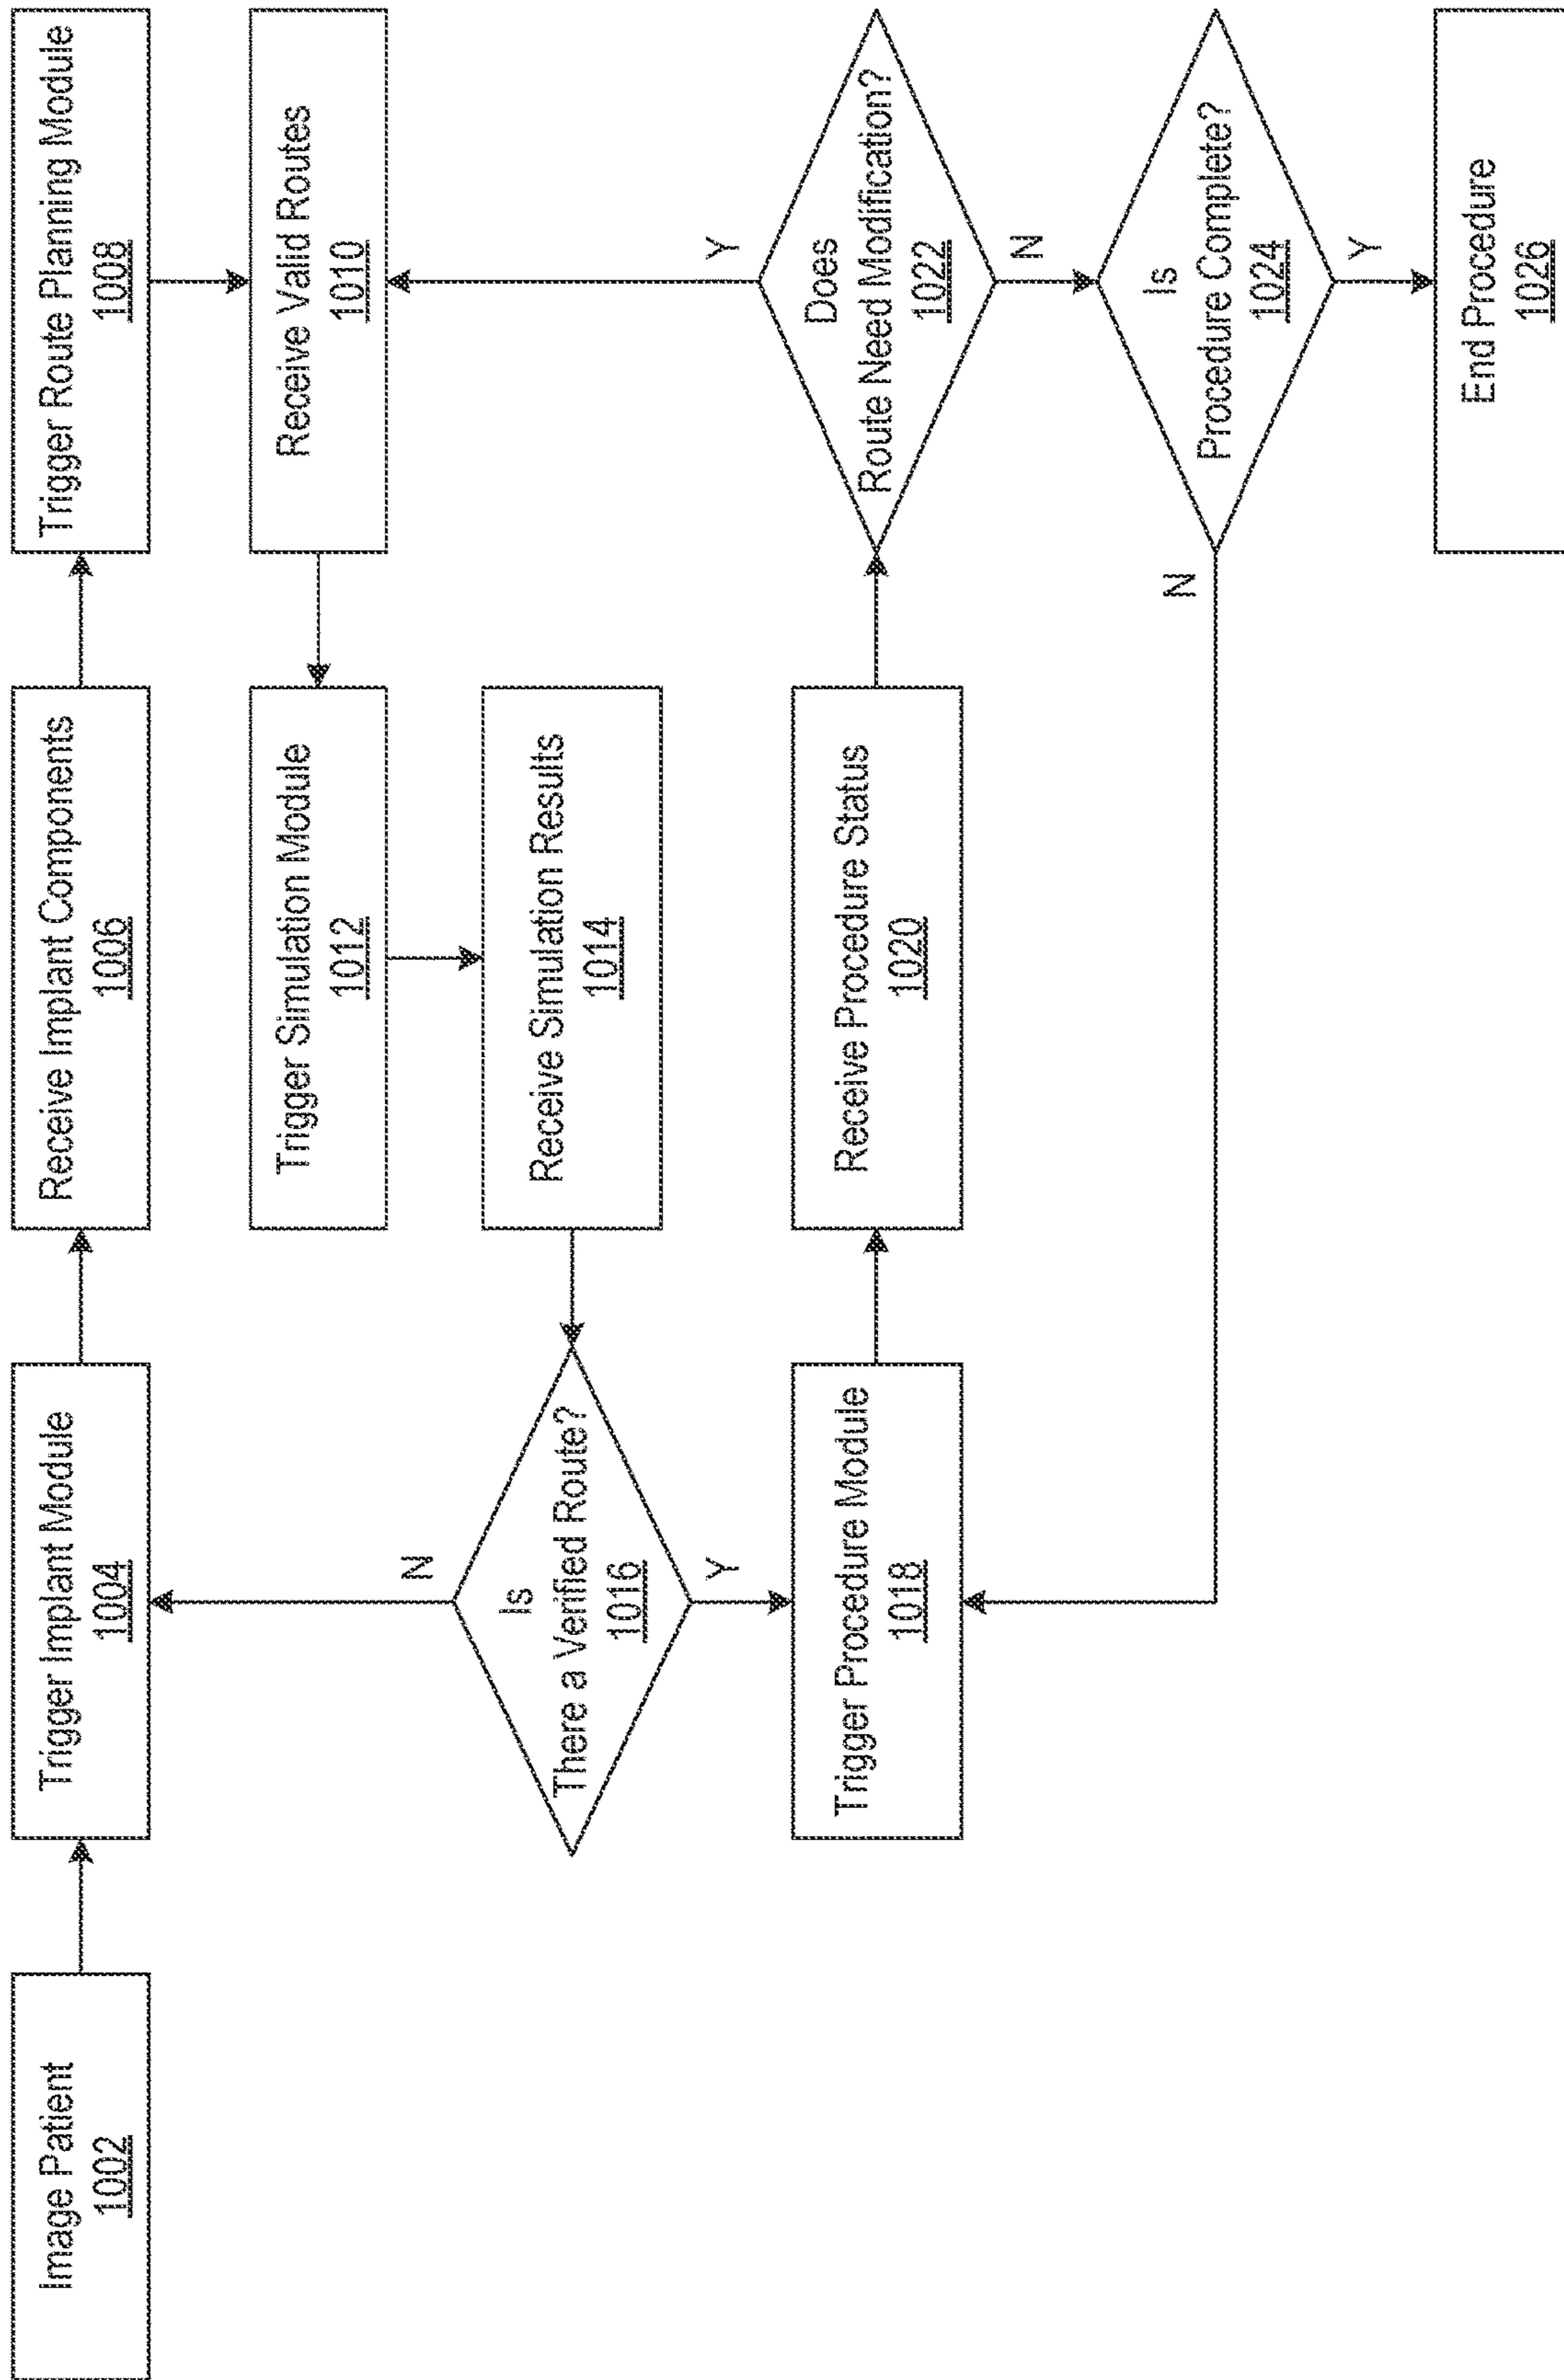 Image Patient
1002
Trigger Implant Module
1004
Receive Implant Components
1006
Trigger Route Planning Module
1008
Receive Valid Routes
1010
Trigger Simulation Module
1012
Receive Simulation Results
1014
Is
There a Verified Route?
1016
N
Y
Trigger Procedure Module
1018
Receive Procedure Status
1020
Does
Route Need Modification?
1022
Y
N
Is
Procedure Complete?
1024
N
Y
End Procedure
1026